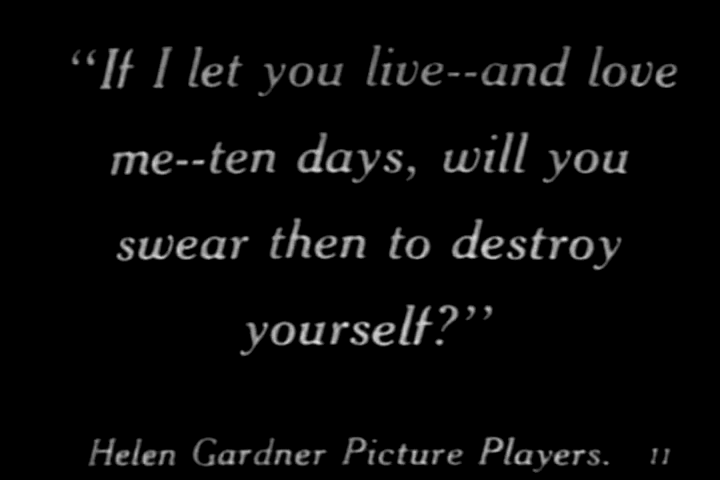 “If I let you live--and love
me--ten days, will you
swear then to destroy
yourself?”
Helen Gardner Picture Players. 11